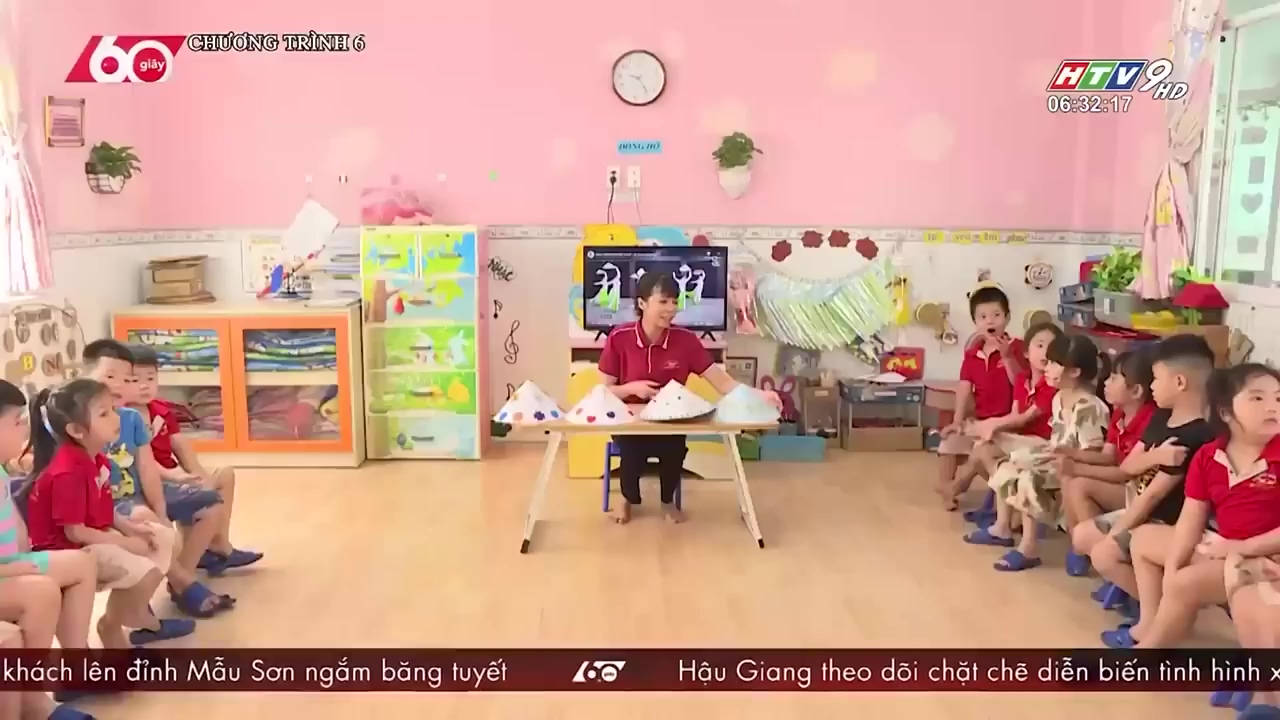 60 giây
CHƯƠNG TRÌNH 6
HTV9 HD
06:32:17
ĐỒNG HỒ
khách lên đỉnh Mẫu Sơn ngắm băng tuyết 60 Hậu Giang theo dõi chặt chẽ diễn biến tình hình x